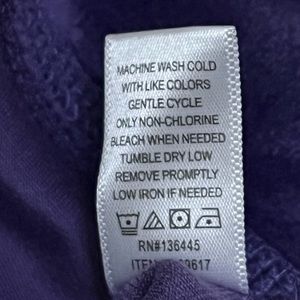 MACHINE WASH COLD
WITH LIKE COLORS
GENTLE CYCLE
ONLY NON-CHLORINE
BLEACH WHEN NEEDED
TUMBLE DRY LOW
REMOVE PROMPTLY
LOW IRON IF NEEDED
RN#136445